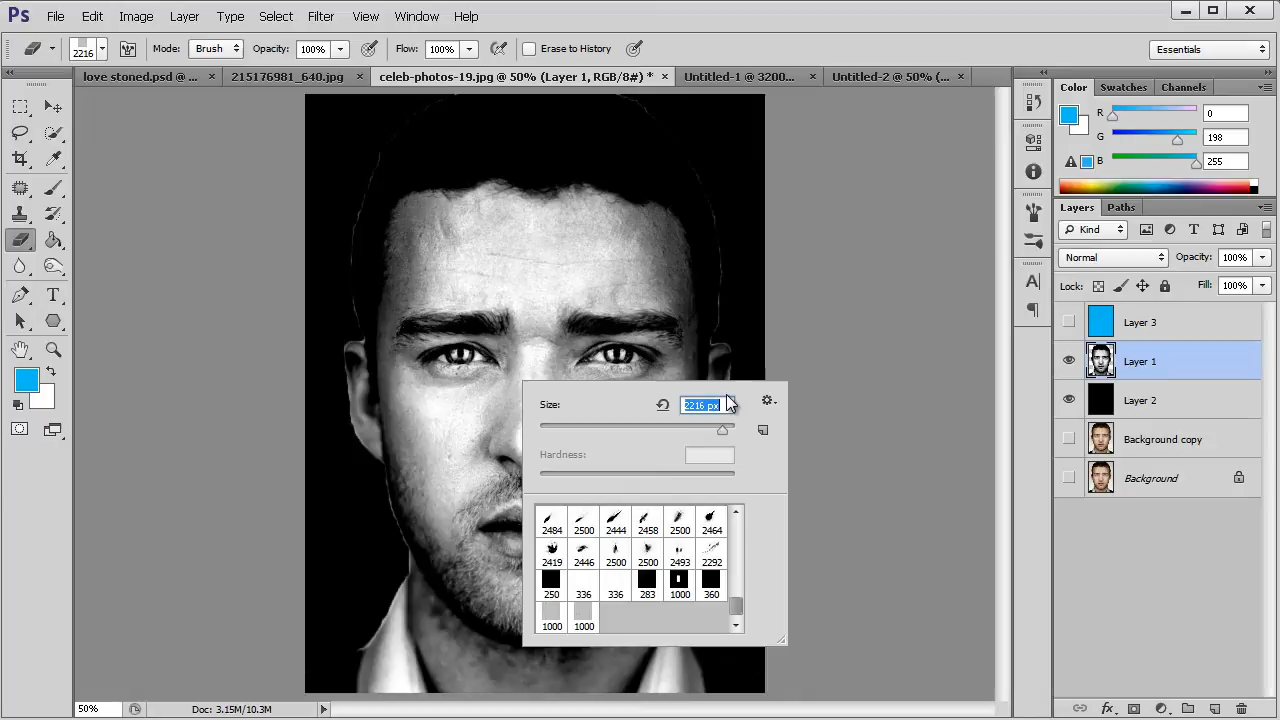 Ps File Edit Image Layer Type Select Filter View Window Help
2216 Mode: Brush Opacity: 100% Flow: 100% Erase to History Essentials
love stoned.psd @ ... × 215176981_640.jpg × celeb-photos-19.jpg @ 50% (Layer 1, RGB/8#) * × Untitled-1 @ 3200... × Untitled-2 @ 50% (... ×
Color Swatches Channels
R 0
G 198
B 255
Layers Paths
Kind
Normal Opacity: 100%
Lock: Fill: 100%
Layer 3
Layer 1
Layer 2
Background copy
Background
Size: 2216 px
Hardness:
2484 2500 2444 2458 2500 2464
2419 2446 2500 2500 2493 2292
250 336 336 283 1000 360
1000 1000
50% Doc: 3.15M/10.3M